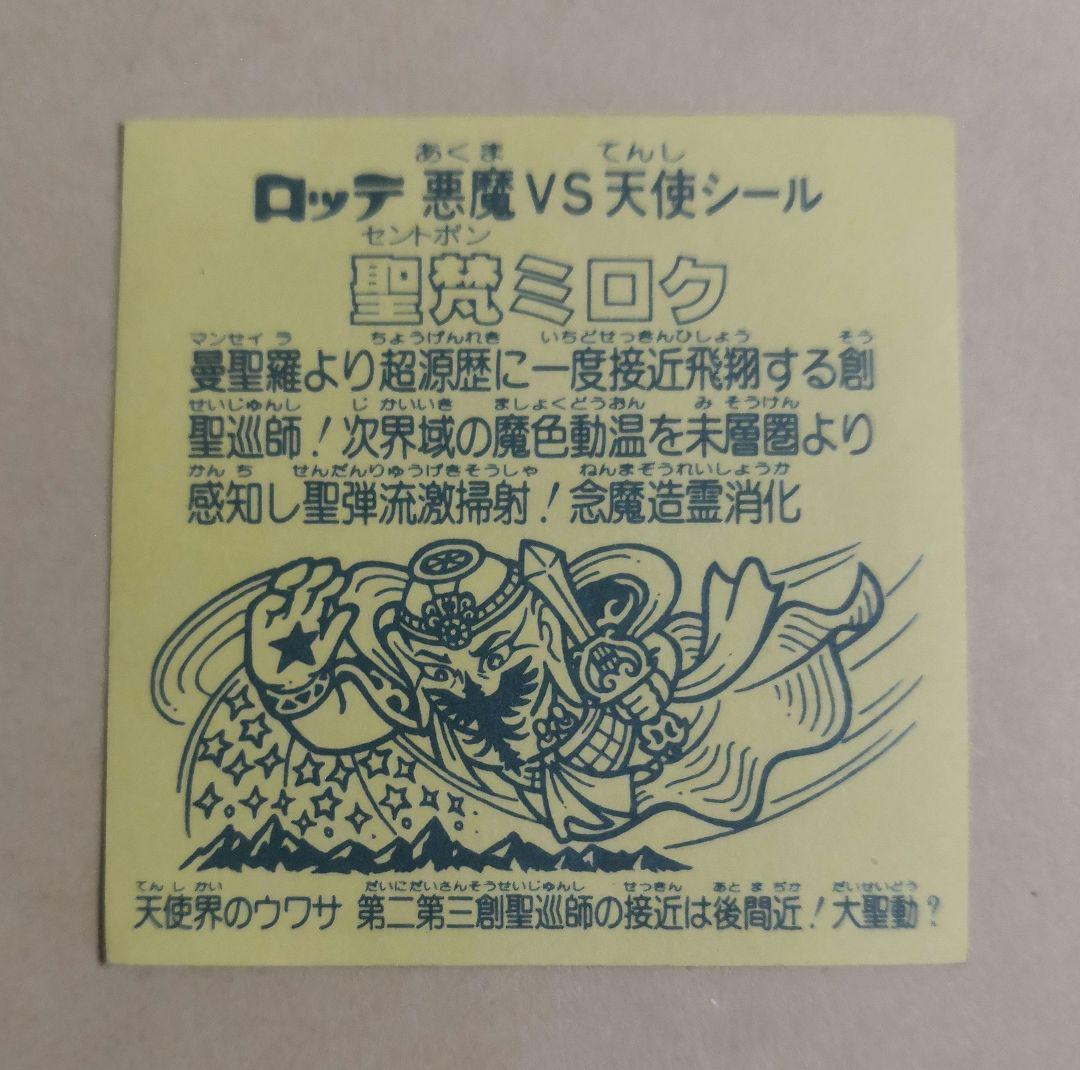 あくま てんし
ロッテ 悪魔VS天使シール
セントボン
聖梵ミロク
マンセイラ ちょうげんれき いちどせっきんひしょう そう
曼聖羅より超源歴に一度接近飛翔する創
せいじゅんし じかいいき ましょくどうおん みそうけん
聖巡師！次界域の魔色動温を未層圏より
かんち せんだんりゅうげきそうしゃ ねんまぞうれいしょうか
感知し聖弾流激掃射！念魔造霊消化
てんしかい だいにだいさんそうせいじゅんし せっきん あとまぢか だいせいどう
天使界のウワサ 第二第三創聖巡師の接近は後間近！大聖動？